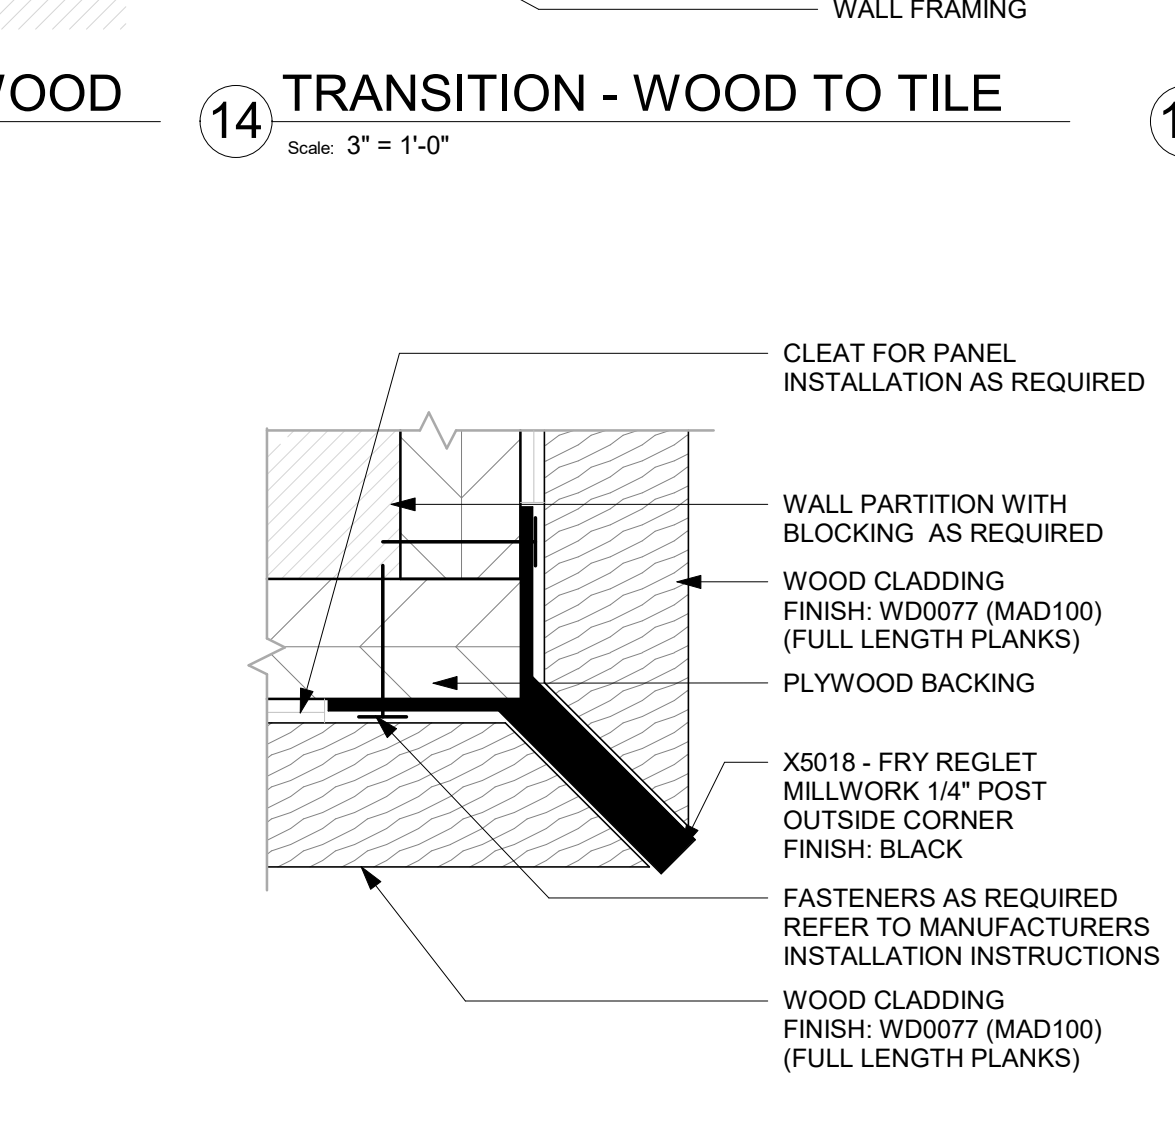 WALL FRAMING
WOOD
14 TRANSITION - WOOD TO TILE
Scale: 3" = 1'-0"
CLEAT FOR PANEL
INSTALLATION AS REQUIRED
WALL PARTITION WITH
BLOCKING AS REQUIRED
WOOD CLADDING
FINISH: WD0077 (MAD100)
(FULL LENGTH PLANKS)
PLYWOOD BACKING
X5018 - FRY REGLET
MILLWORK 1/4" POST
OUTSIDE CORNER
FINISH: BLACK
FASTENERS AS REQUIRED
REFER TO MANUFACTURERS
INSTALLATION INSTRUCTIONS
WOOD CLADDING
FINISH: WD0077 (MAD100)
(FULL LENGTH PLANKS)